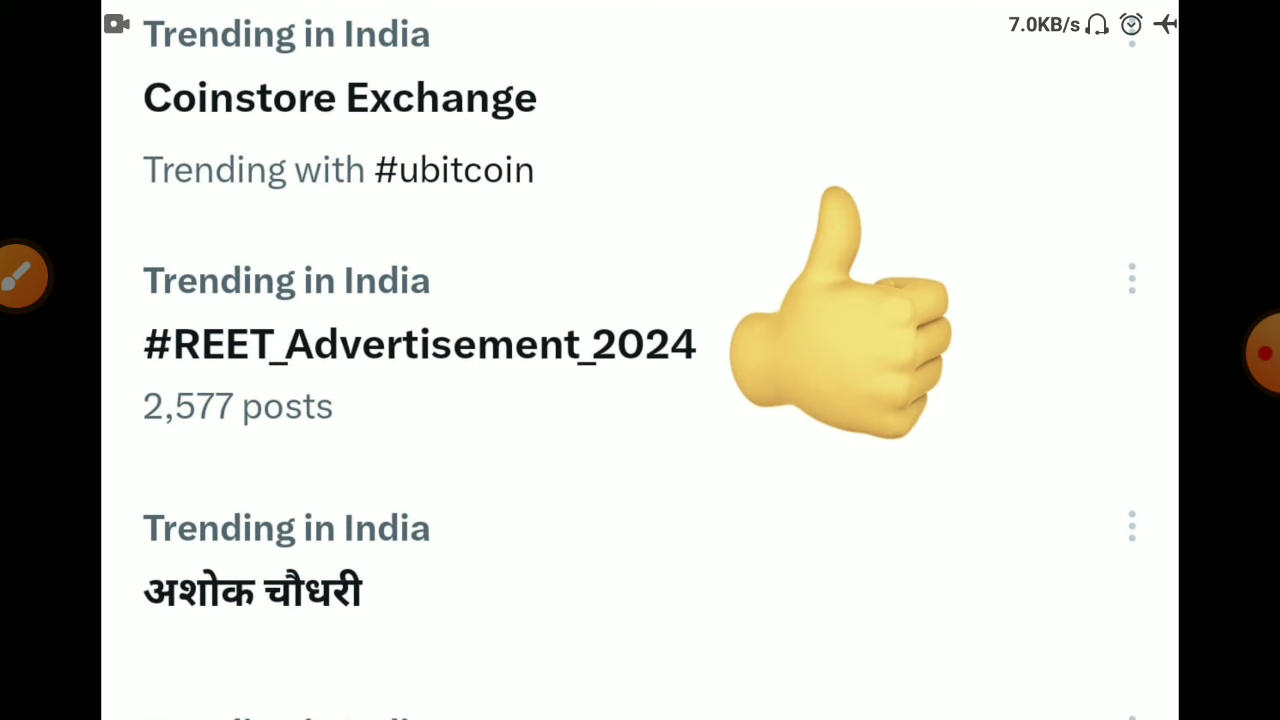 7.0KB/s
Trending in India
Coinstore Exchange
Trending with #ubitcoin
Trending in India
#REET_Advertisement_2024
2,577 posts
Trending in India
अशोक चौधरी